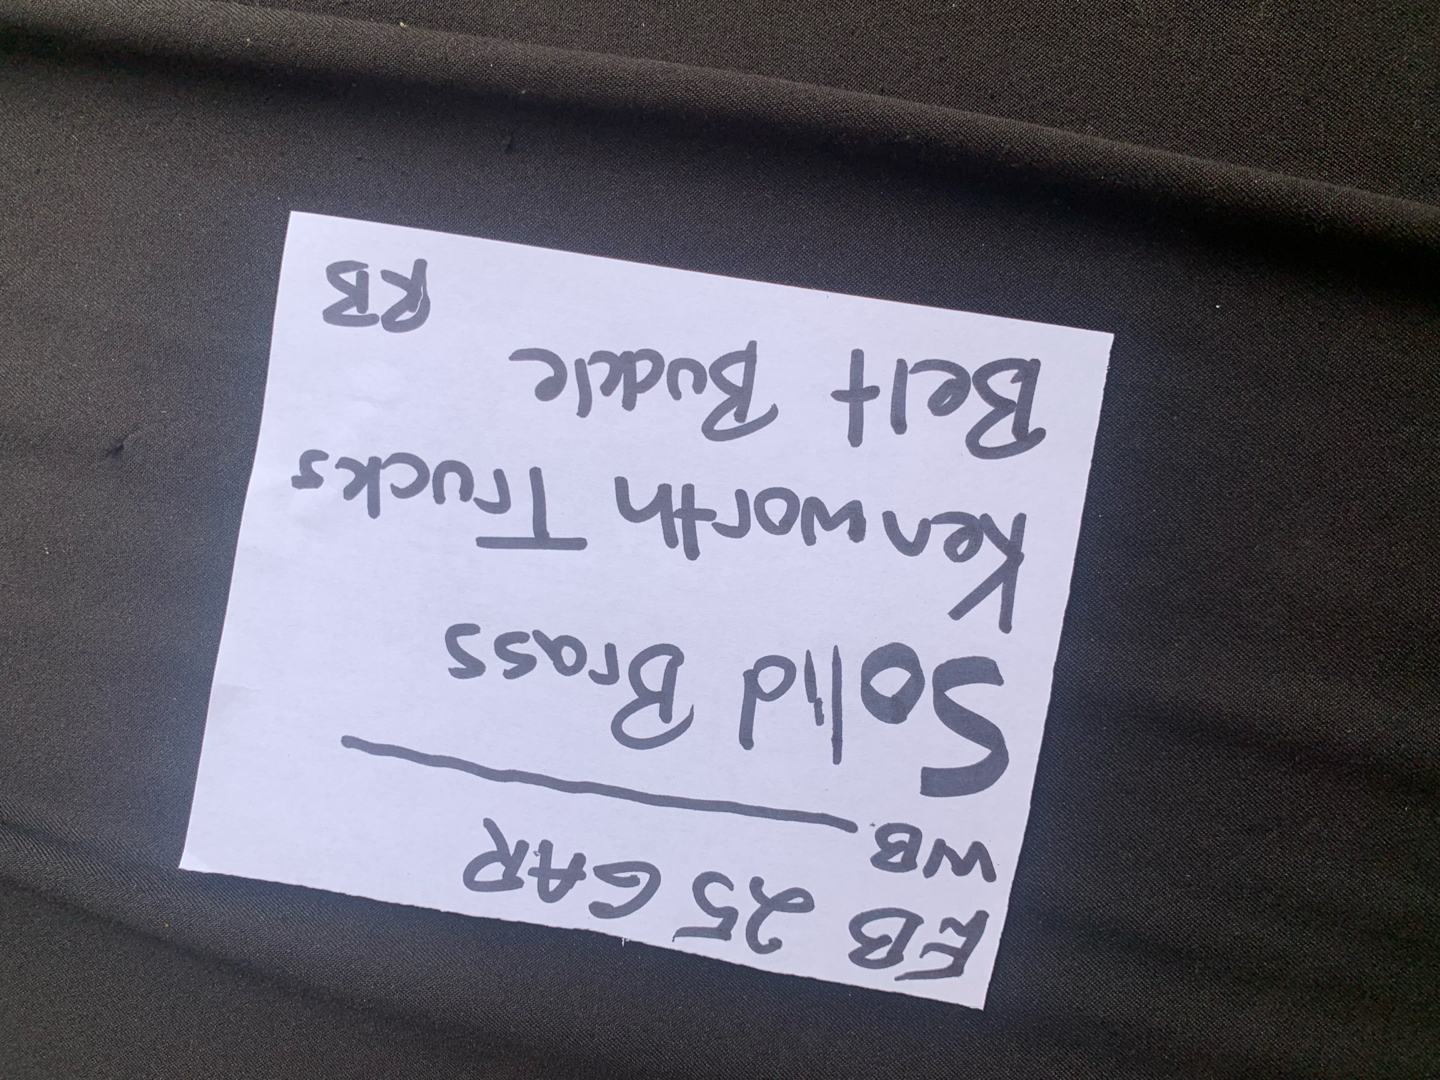 EB 25 GAR
WB
Solid Brass
Kenworth Trucks
Belt Buckle
RB